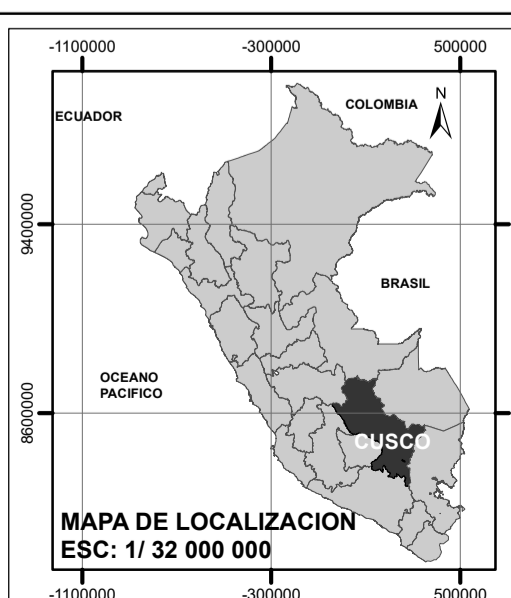 -1100000 -300000 500000
ECUADOR
COLOMBIA
N
9400000
BRASIL
OCEANO
PACIFICO
8600000
CUSCO
MAPA DE LOCALIZACION
ESC: 1/ 32 000 000
-1100000 -300000 500000